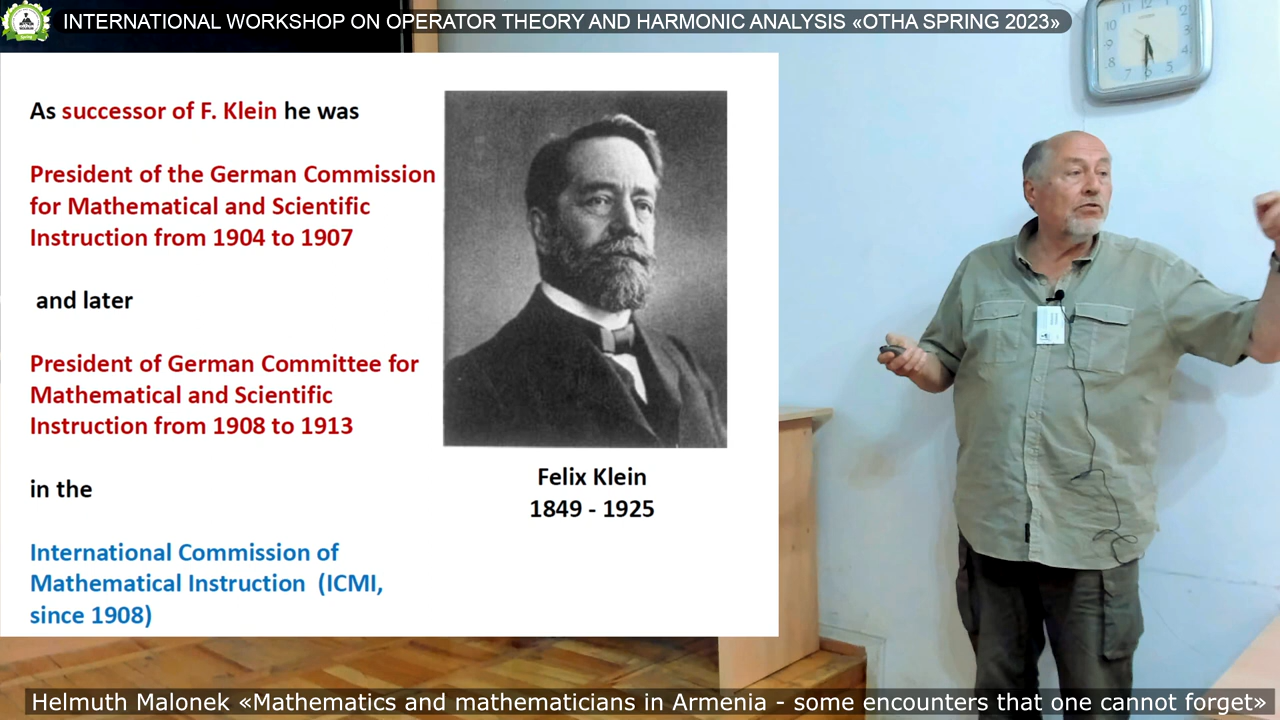 INTERNATIONAL WORKSHOP ON OPERATOR THEORY AND HARMONIC ANALYSIS «OTHA SPRING 2023»
As successor of F. Klein he was
President of the German Commission
for Mathematical and Scientific
Instruction from 1904 to 1907
and later
President of German Committee for
Mathematical and Scientific
Instruction from 1908 to 1913
in the
International Commission of
Mathematical Instruction (ICMI,
since 1908)
Felix Klein
1849 - 1925
Helmuth Malonek «Mathematics and mathematicians in Armenia - some encounters that one cannot forget»